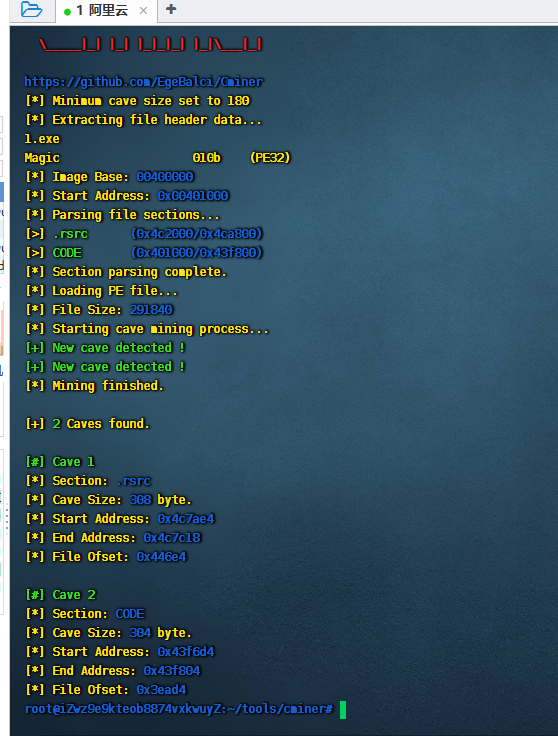 1 阿里云
\_____|_| |_| |_|_|_| |_|\___|_|
https://github.com/EgeBalci/Cminer
[*] Minimum cave size set to 180
[*] Extracting file header data...
1.exe
Magic 010b (PE32)
[*] Image Base: 00400000
[*] Start Address: 0x00401000
[*] Parsing file sections...
[>] .rsrc (0x4c2000/0x4ca800)
[>] CODE (0x401000/0x43f800)
[*] Section parsing complete.
[*] Loading PE file...
[*] File Size: 291840
[*] Starting cave mining process...
[+] New cave detected !
[+] New cave detected !
[*] Mining finished.
[+] 2 Caves found.
[#] Cave 1
[*] Section: .rsrc
[*] Cave Size: 308 byte.
[*] Start Address: 0x4c7ae4
[*] End Address: 0x4c7c18
[*] File Ofset: 0x446e4
[#] Cave 2
[*] Section: CODE
[*] Cave Size: 304 byte.
[*] Start Address: 0x43f6d4
[*] End Address: 0x43f804
[*] File Ofset: 0x3ead4
root@iZwz9e9kteob8874vxkwuyZ:~/tools/cminer#